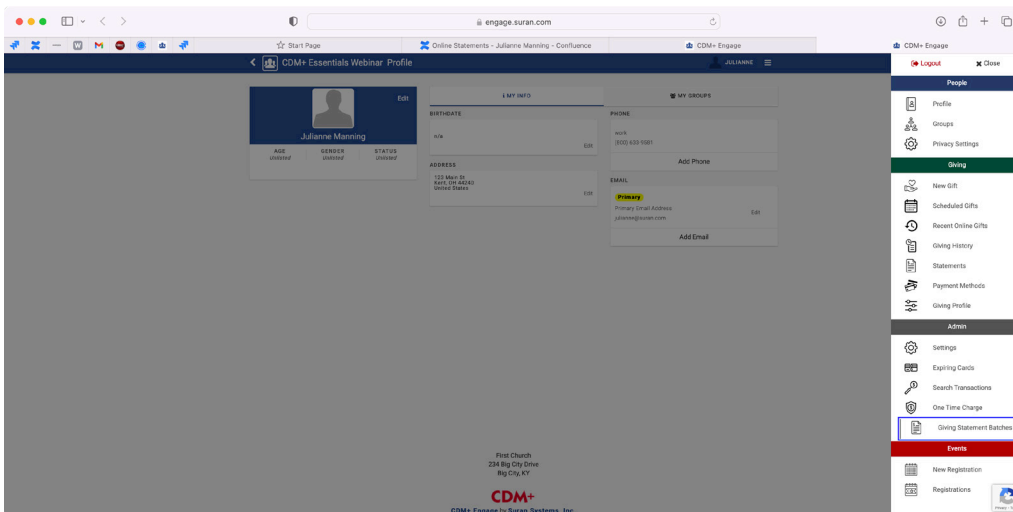 engage.suran.com
Start Page
Online Statements - Julianne Manning - Confluence
CDM+ Engage
CDM+ Engage
CDM+ Essentials Webinar Profile
JULIANNE
Logout
Close
Edit
Julianne Manning
AGE
GENDER
STATUS
Unlisted
Unlisted
Unlisted
MY INFO
MY GROUPS
BIRTHDATE
n/a
Edit
ADDRESS
123 Main St
Kent, OH 44240
United States
Edit
PHONE
work
(800) 633-9581
Add Phone
EMAIL
Primary
Primary Email Address
julianne@suran.com
Edit
Add Email
People
Profile
Groups
Privacy Settings
Giving
New Gift
Scheduled Gifts
Recent Online Gifts
Giving History
Statements
Payment Methods
Giving Profile
Admin
Settings
Expiring Cards
Search Transactions
One Time Charge
Giving Statement Batches
Events
New Registration
Registrations
First Church
234 Big City Drive
Big City, KY
CDM+
CDM+ Engage by Suran Systems, Inc.